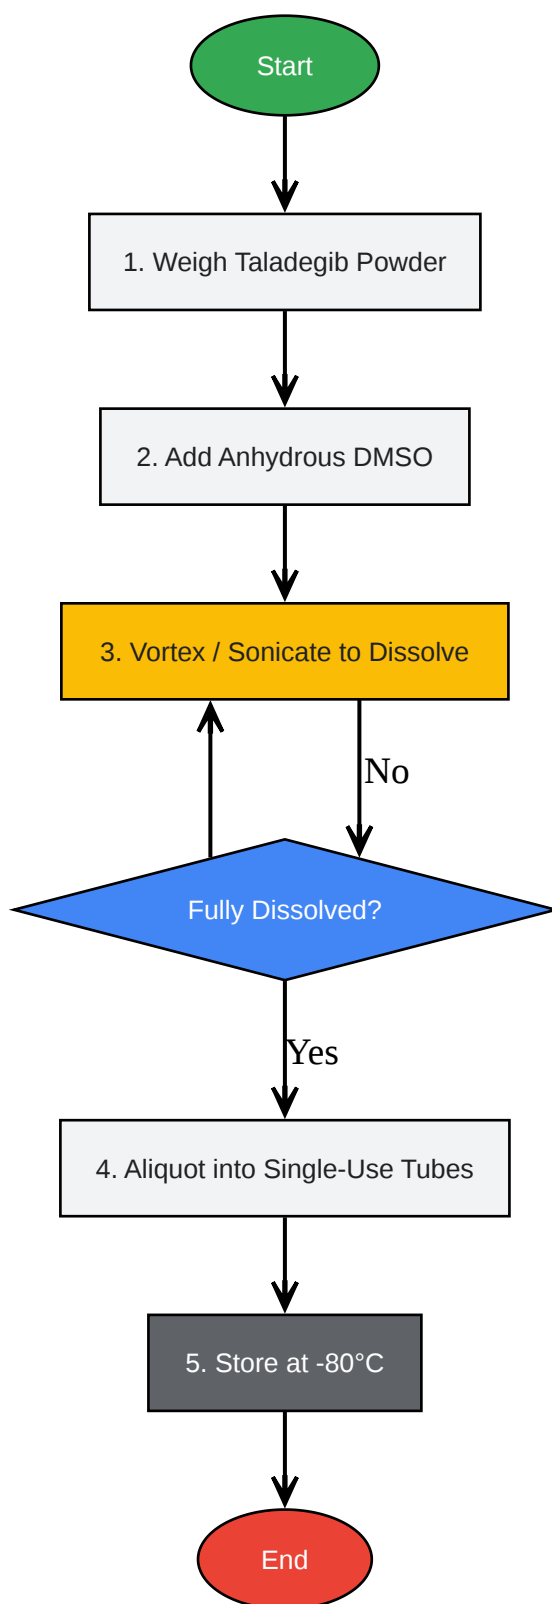 Start
1. Weigh Taladegib Powder
2. Add Anhydrous DMSO
3. Vortex / Sonicate to Dissolve
No
Fully Dissolved?
Yes
4. Aliquot into Single-Use Tubes
5. Store at -80°C
End